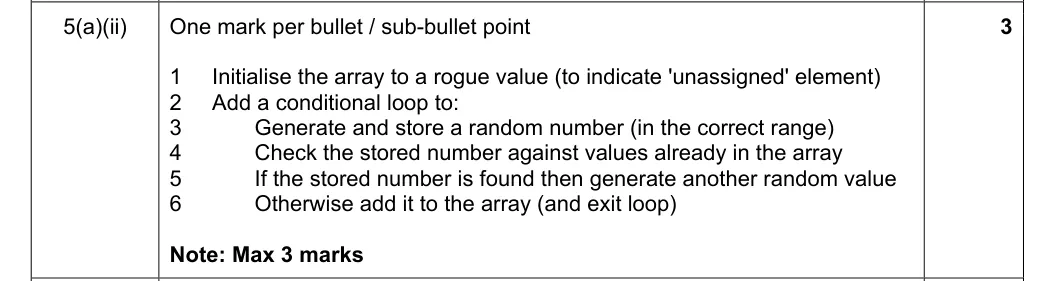 5(a)(ii) One mark per bullet / sub-bullet point 3
1 Initialise the array to a rogue value (to indicate 'unassigned' element)
2 Add a conditional loop to:
3 Generate and store a random number (in the correct range)
4 Check the stored number against values already in the array
5 If the stored number is found then generate another random value
6 Otherwise add it to the array (and exit loop)
Note: Max 3 marks